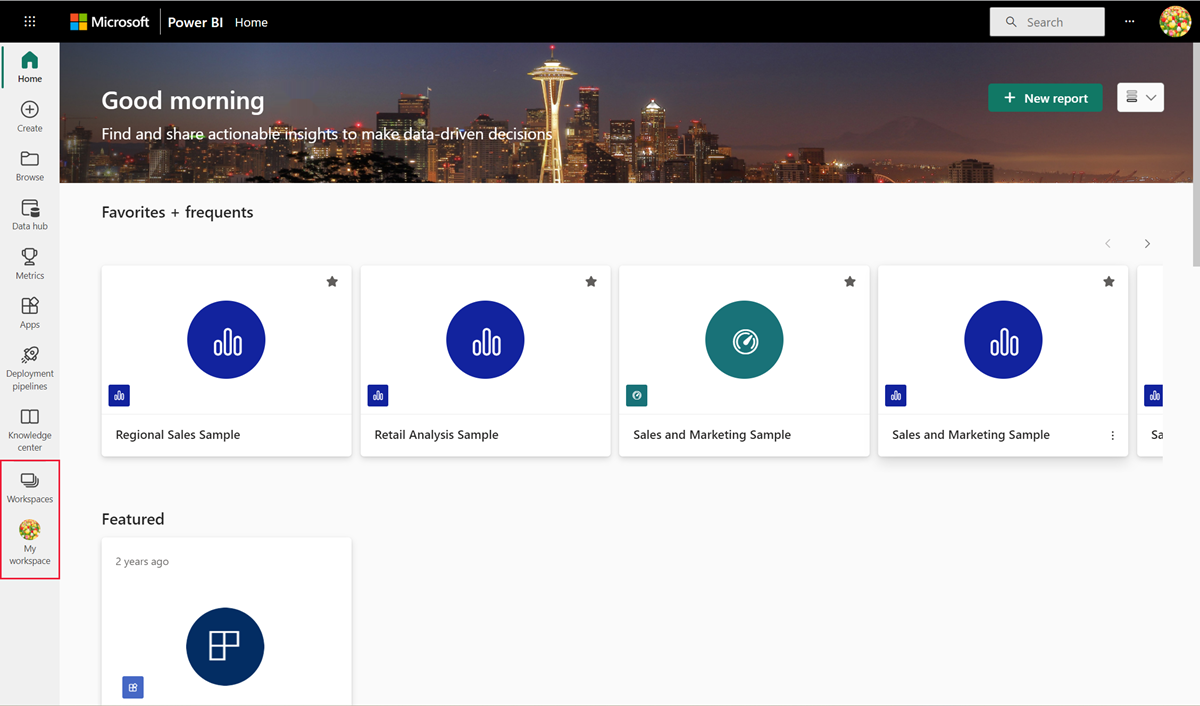 Microsoft Power BI Home
Search
Home
Create
Browse
Data hub
Metrics
Apps
Deployment
pipelines
Knowledge
center
Workspaces
My
workspace
Good morning
Find and share actionable insights to make data-driven decisions
New report
Favorites + frequents
Regional Sales Sample
Retail Analysis Sample
Sales and Marketing Sample
Sales and Marketing Sample
Sa
Featured
2 years ago